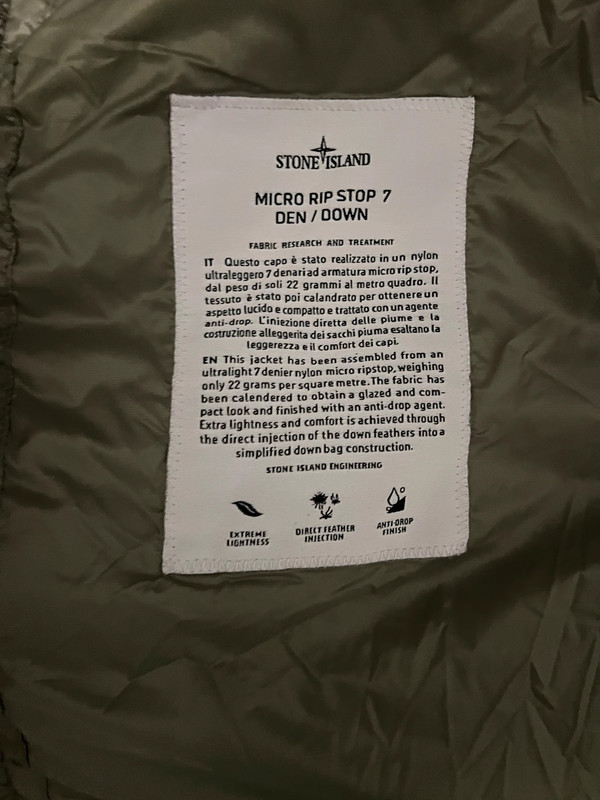 STONE ISLAND
MICRO RIP STOP 7
DEN / DOWN
FABRIC RESEARCH AND TREATMENT
IT Questo capo è stato realizzato in un nylon
ultraleggero 7 denari ad armatura micro rip stop,
dal peso di soli 22 grammi al metro quadro. Il
tessuto è stato poi calandrato per ottenere un
aspetto lucido e compatto e trattato con un agente
anti-drop. L'iniezione diretta delle piume e la
costruzione alleggerita dei sacchi piuma esaltano la
leggerezza e il comfort dei capi.
EN This jacket has been assembled from an
ultralight 7 denier nylon micro ripstop, weighing
only 22 grams per square metre. The fabric has
been calendered to obtain a glazed and com-
pact look and finished with an anti-drop agent.
Extra lightness and comfort is achieved through
the direct injection of the down feathers into a
simplified down bag construction.
STONE ISLAND ENGINEERING
EXTREME
LIGHTNESS
DIRECT FEATHER
INJECTION
ANTI-DROP
FINISH